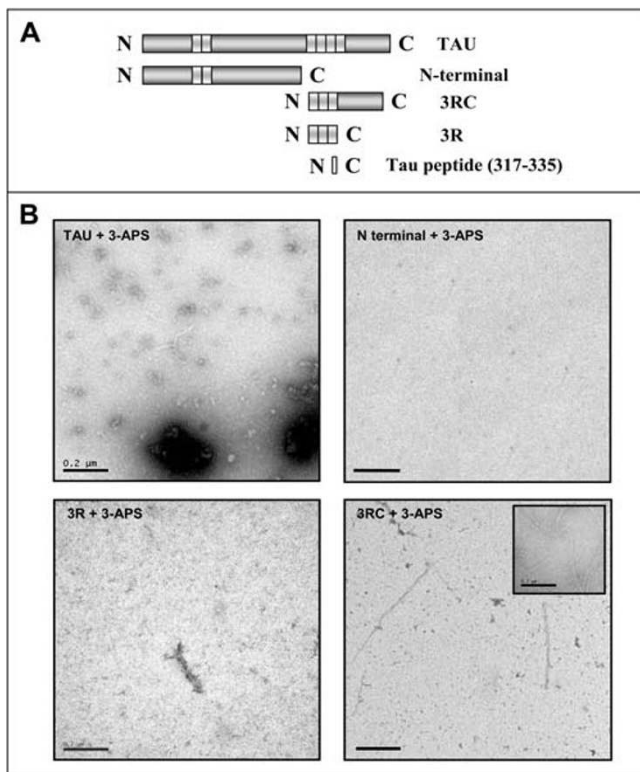 A
N C TAU
N C N-terminal
N C 3RC
N C 3R
N C Tau peptide (317-335)
B
TAU + 3-APS
N terminal + 3-APS
0.2 µm
3R + 3-APS
3RC + 3-APS